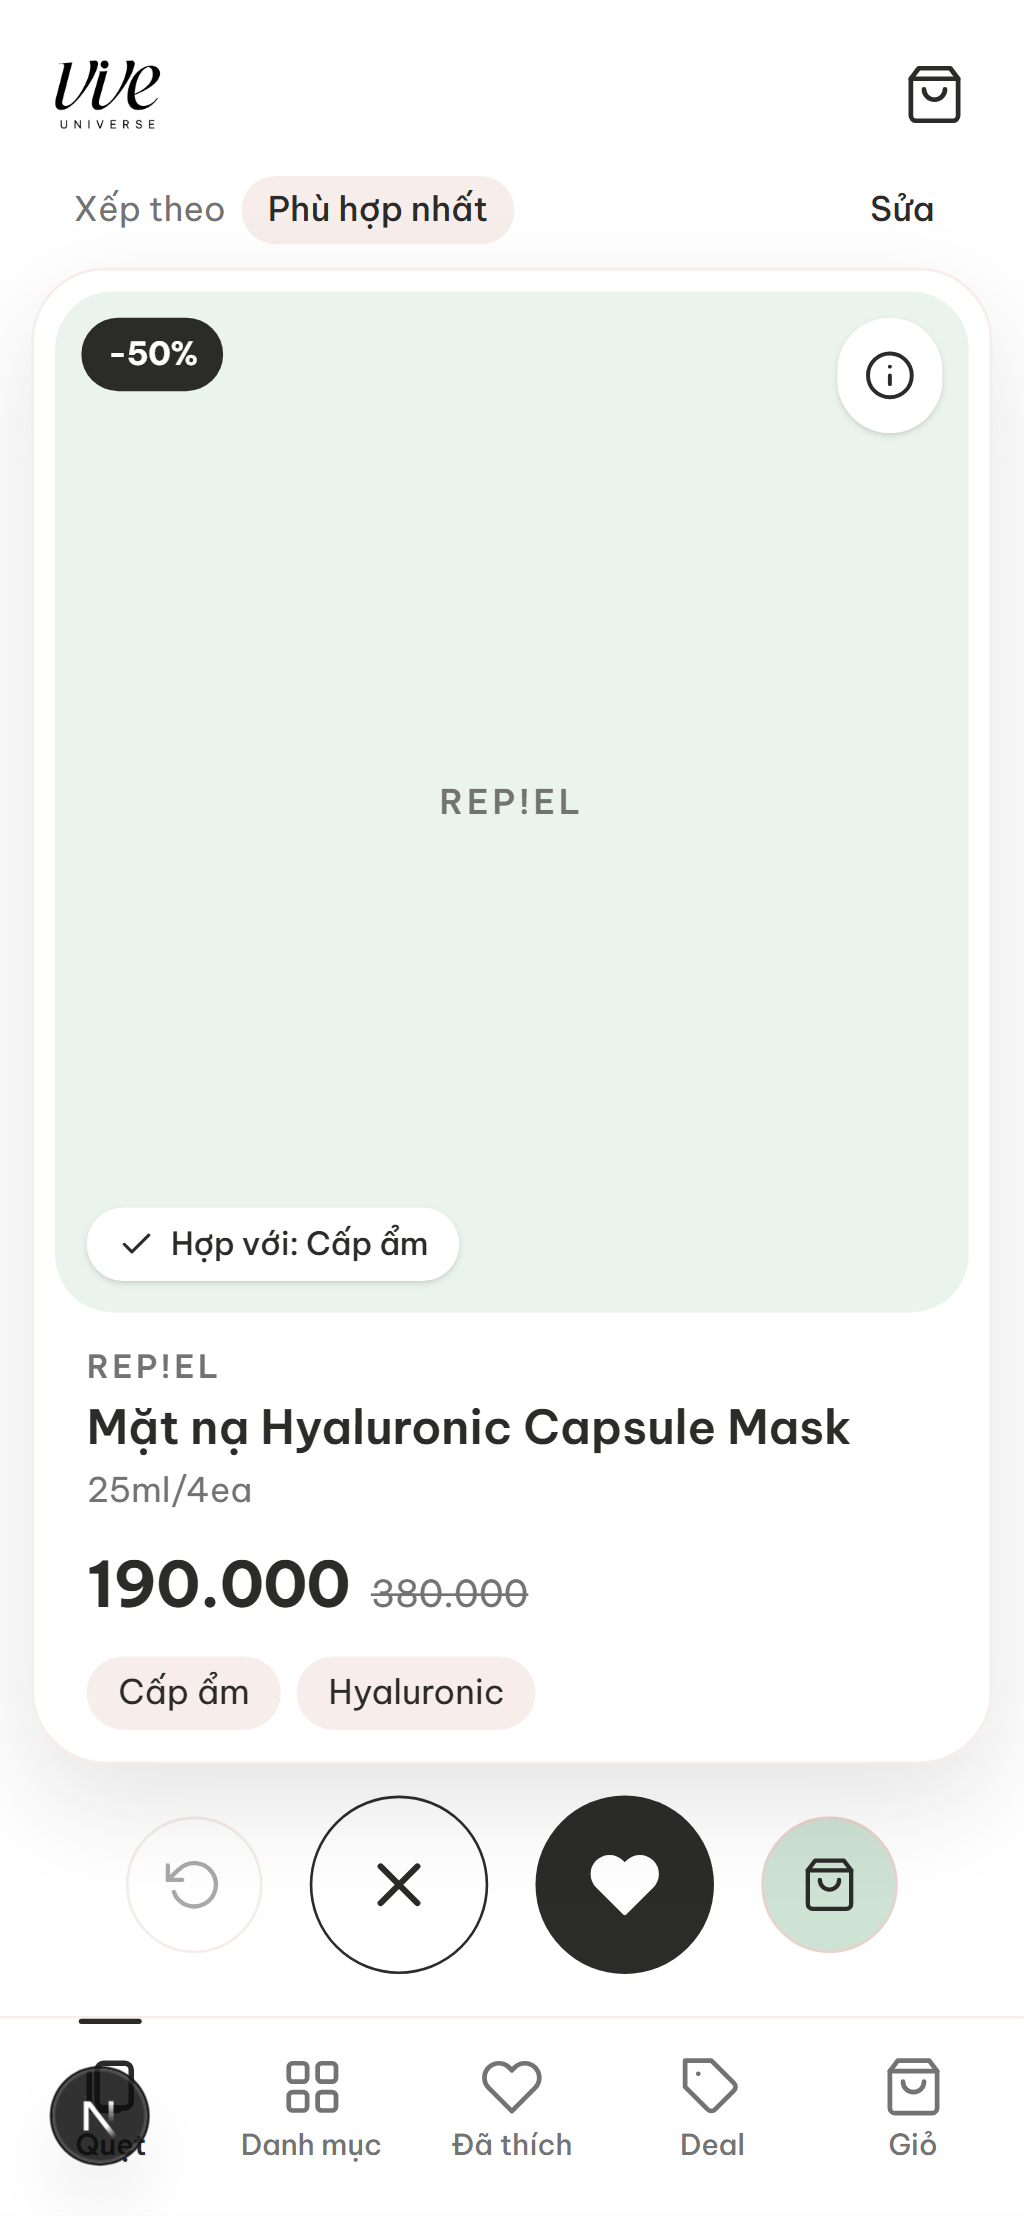 vive
UNIVERSE
Xếp theo Phù hợp nhất Sửa
-50%
REP!EL
Hợp với: Cấp ẩm
REP!EL
Mặt nạ Hyaluronic Capsule Mask
25ml/4ea
190.000 380.000
Cấp ẩm Hyaluronic
N
Quẹt Danh mục Đã thích Deal Giỏ